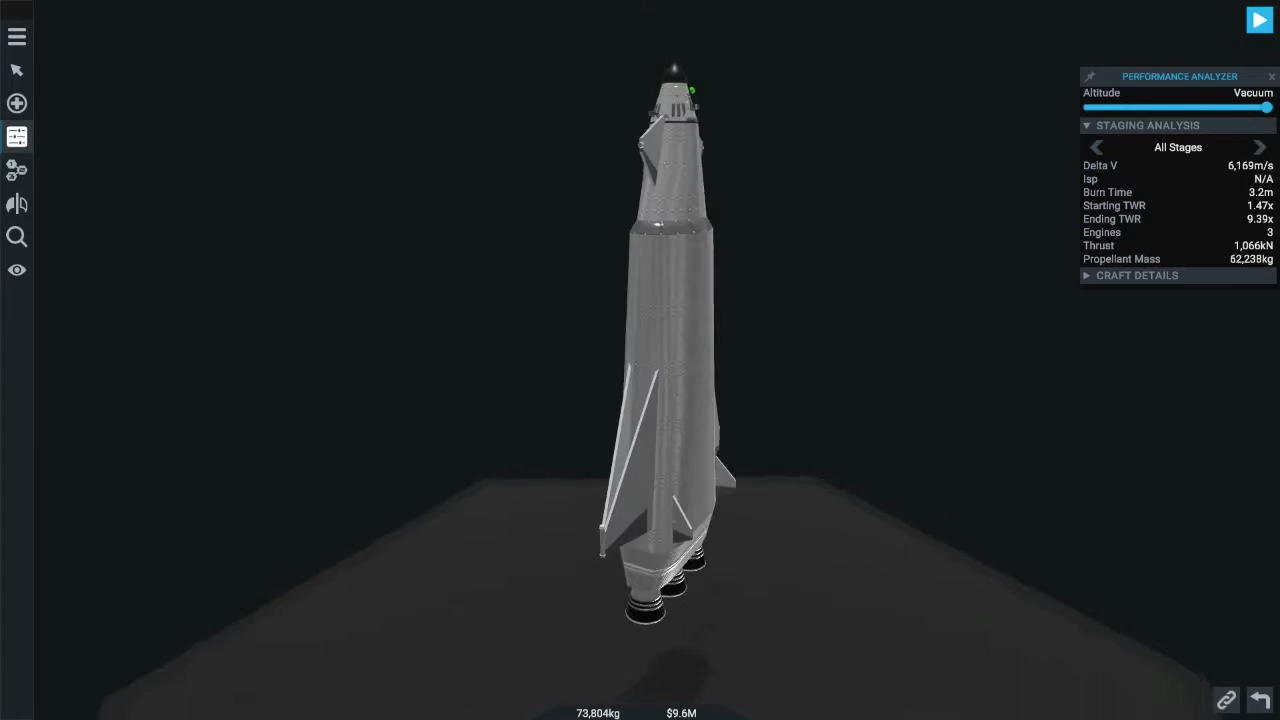 PERFORMANCE ANALYZER
Altitude Vacuum
STAGING ANALYSIS
All Stages
Delta V 6,169m/s
Isp N/A
Burn Time 3.2m
Starting TWR 1.47x
Ending TWR 9.39x
Engines 3
Thrust 1,066kN
Propellant Mass 62,238kg
CRAFT DETAILS
73,804kg $9.6M